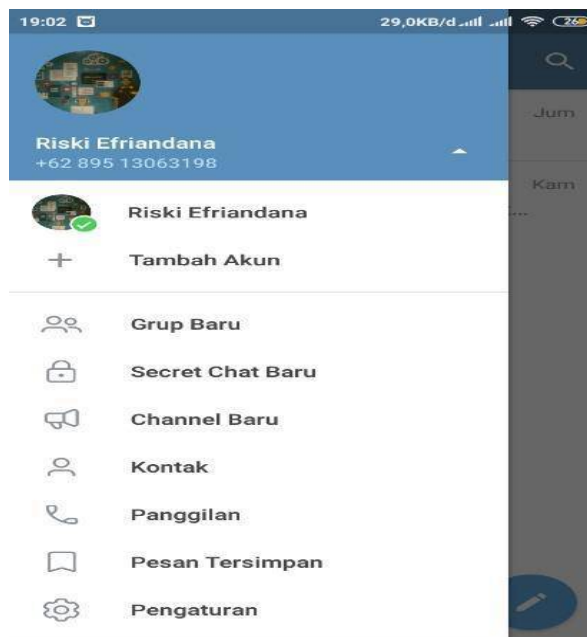 19:02 29,0KB/d 26
Riski Efriandana
+62 895 13063198
Jum
Kam
...
Riski Efriandana
Tambah Akun
Grup Baru
Secret Chat Baru
Channel Baru
Kontak
Panggilan
Pesan Tersimpan
Pengaturan